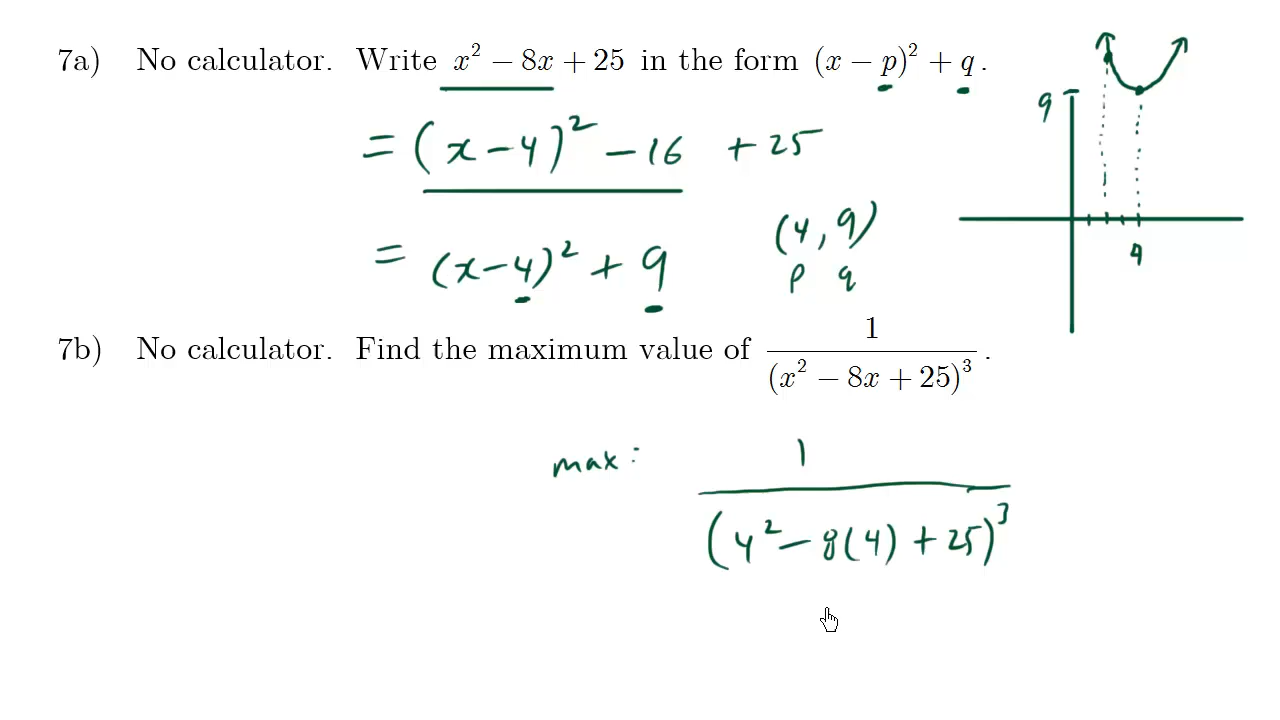 7a) No calculator. Write x² − 8x + 25 in the form (x − p)² + q.
= (x − 4)² − 16 + 25
= (x − 4)² + 9
(4, 9)
p q
9
4
7b) No calculator. Find the maximum value of 1/(x² − 8x + 25)³.
max: 1
(4² − 8(4) + 25)³